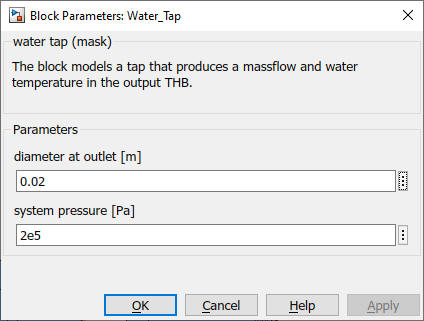 Block Parameters: Water_Tap
water tap (mask)
The block models a tap that produces a massflow and water
temperature in the output THB.
Parameters
diameter at outlet [m]
0.02
system pressure [Pa]
2e5
OK Cancel Help Apply